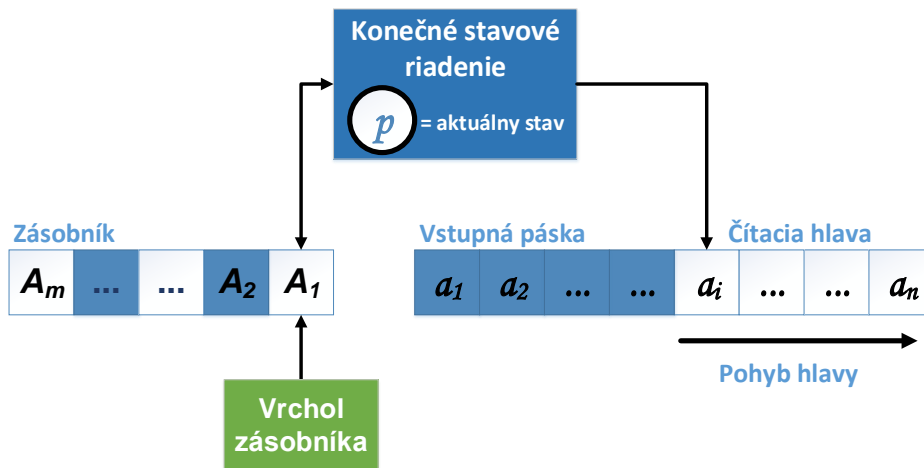 Konečné stavové
riadenie
p = aktuálny stav
Zásobník
Vstupná páska
Čítacia hlava
Am ... ... A2 A1
a1 a2 ... ... ai ... ... an
Pohyb hlavy
Vrchol
zásobníka